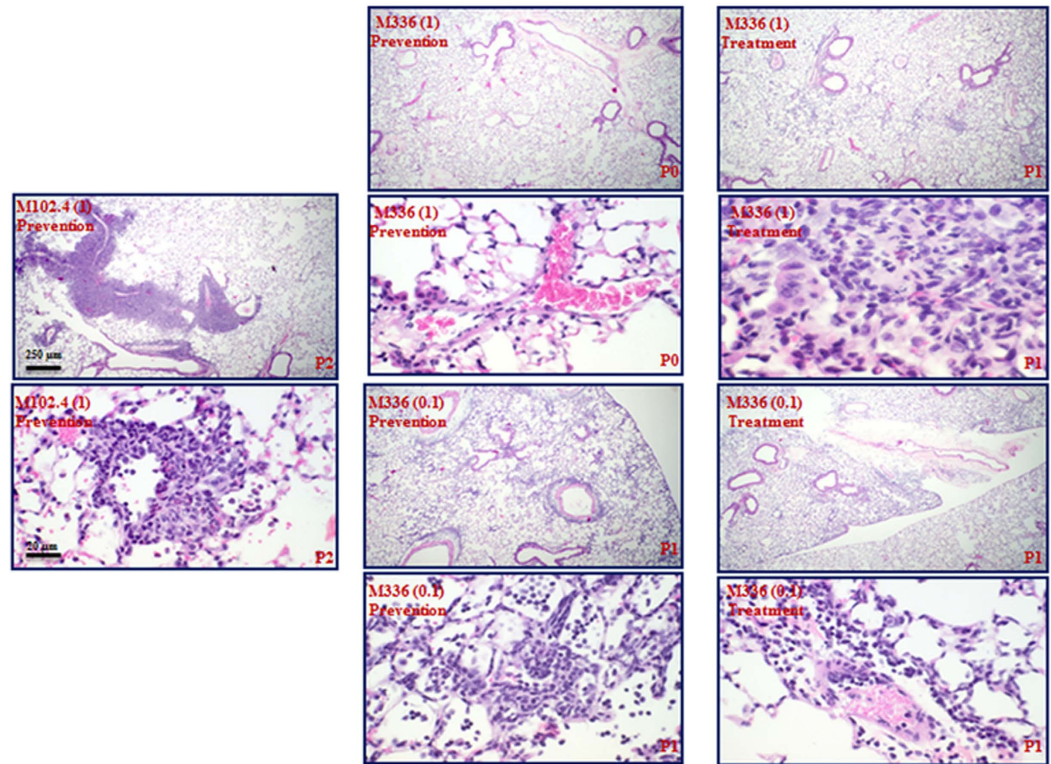 M336 (1)
Prevention
P0
M336 (1)
Treatment
P1
M102.4 (1)
Prevention
250 µm
P2
M336 (1)
Prevention
P0
M336 (1)
Treatment
P1
M102.4 (1)
Prevention
20 µm
P2
M336 (0.1)
Prevention
P1
M336 (0.1)
Treatment
P1
M336 (0.1)
Prevention
P1
M336 (0.1)
Treatment
P1